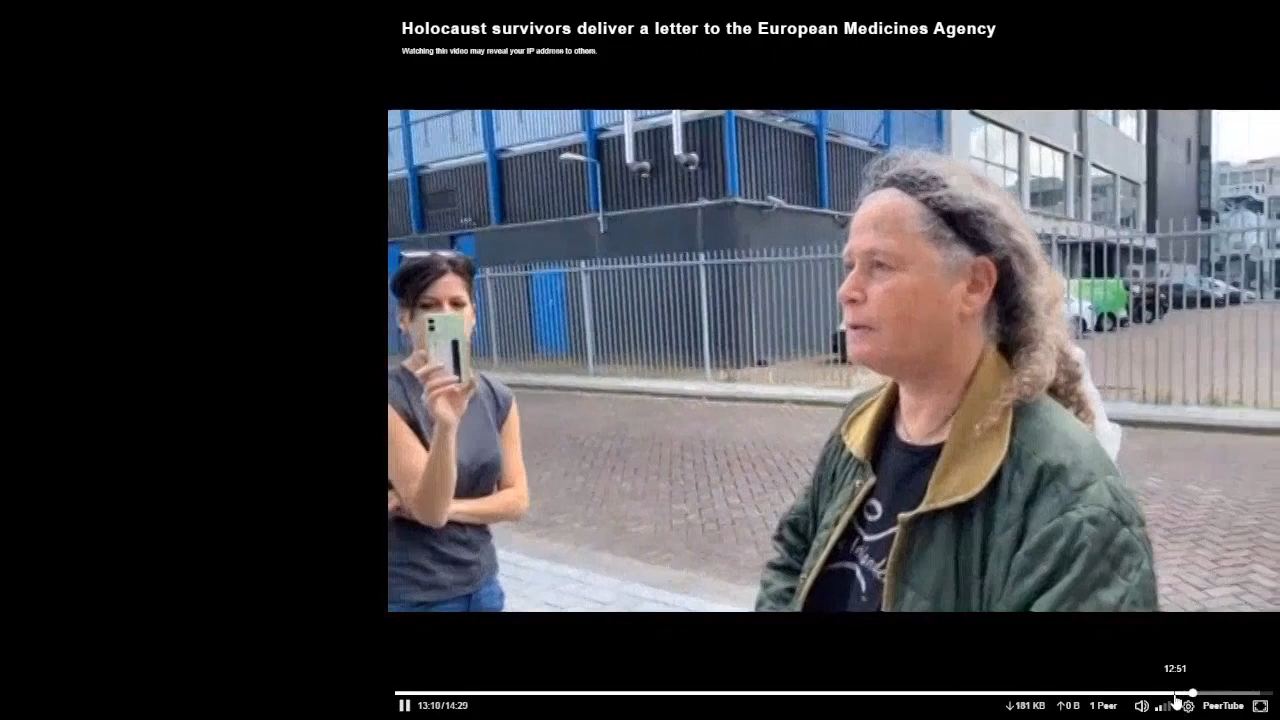 Holocaust survivors deliver a letter to the European Medicines Agency
Watching this video may reveal your IP address to others.
12:51
13:10/14:29
↓181 KB ↑0 B 1 Peer PeerTube